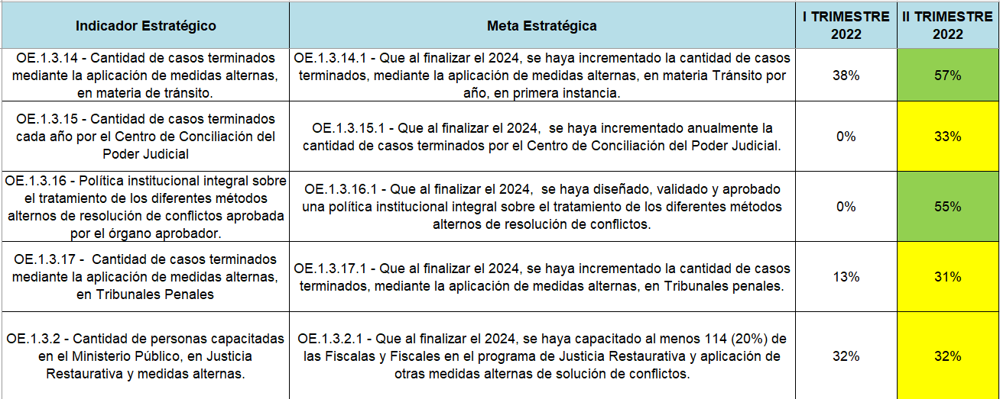 Indicador Estratégico
Meta Estratégica
I TRIMESTRE
2022
II TRIMESTRE
2022
OE.1.3.14 - Cantidad de casos terminados
mediante la aplicación de medidas alternas,
en materia de tránsito.
OE.1.3.14.1 - Que al finalizar el 2024, se haya incrementado la cantidad de casos
terminados, mediante la aplicación de medidas alternas, en materia Tránsito por
año, en primera instancia.
38%
57%
OE.1.3.15 - Cantidad de casos terminados
cada año por el Centro de Conciliación del
Poder Judicial
OE.1.3.15.1 - Que al finalizar el 2024,  se haya incrementado anualmente la
cantidad de casos terminados por el Centro de Conciliación del Poder Judicial.
0%
33%
OE.1.3.16 - Política institucional integral sobre
el tratamiento de los diferentes métodos
alternos de resolución de conflictos aprobada
por el órgano aprobador.
OE.1.3.16.1 - Que al finalizar el 2024,  se haya diseñado, validado y aprobado
una política institucional integral sobre el tratamiento de los diferentes métodos
alternos de resolución de conflictos.
0%
55%
OE.1.3.17 -  Cantidad de casos terminados
mediante la aplicación de medidas alternas,
en Tribunales Penales
OE.1.3.17.1 - Que al finalizar el 2024, se haya incrementado la cantidad de casos
terminados, mediante la aplicación de medidas alternas, en Tribunales penales.
13%
31%
OE.1.3.2 - Cantidad de personas capacitadas
en el Ministerio Público, en Justicia
Restaurativa y medidas alternas.
OE.1.3.2.1 - Que al finalizar el 2024, se haya capacitado al menos 114 (20%) de
las Fiscalas y Fiscales en el programa de Justicia Restaurativa y aplicación de
otras medidas alternas de solución de conflictos.
32%
32%